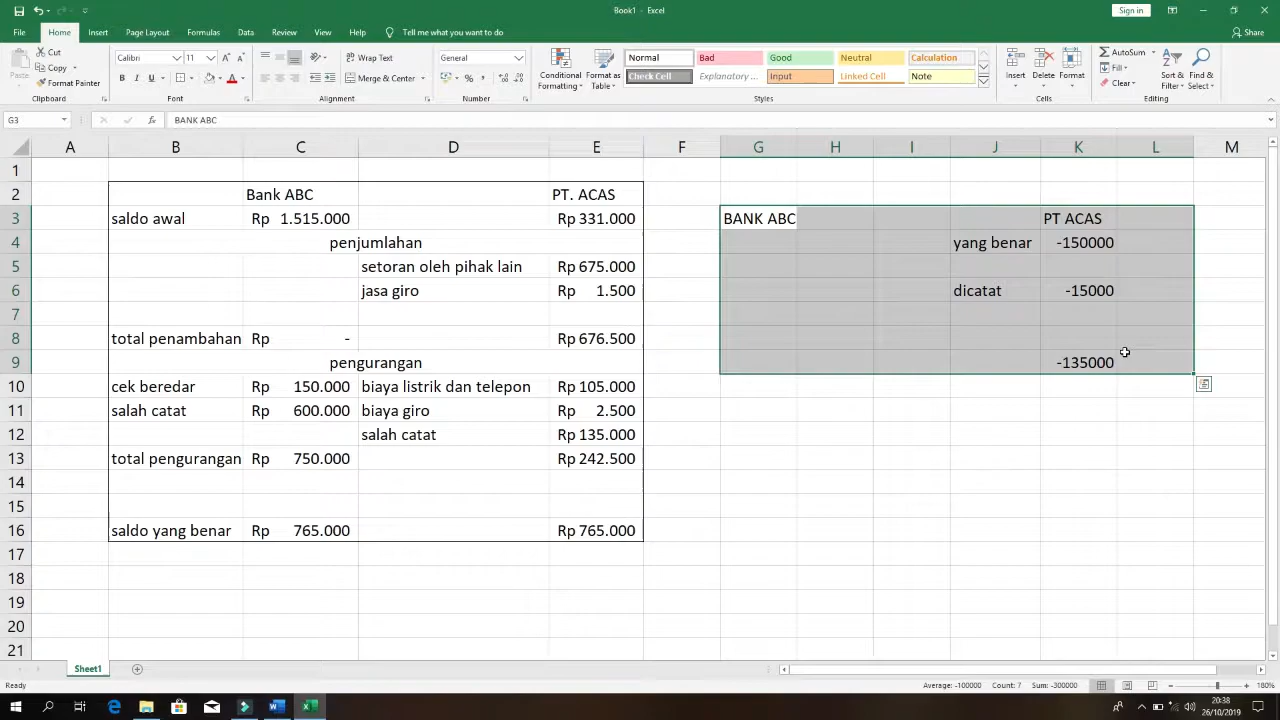 Book1 - Excel
Sign in
File Home Insert Page Layout Formulas Data Review View Help Tell me what you want to do Share
Cut
Copy
Format Painter
Paste
Clipboard
Calibri 11
B I U
Font
Wrap Text
Merge & Center
Alignment
General
Number
Conditional Formatting
Format as Table
Normal Bad Good Neutral Calculation
Check Cell Explanatory ... Input Linked Cell Note
Styles
Insert Delete Format
Cells
AutoSum
Fill
Clear
Sort & Filter
Find & Select
Editing
G3 fx BANK ABC
A B C D E F G H I J K L M
1
2 Bank ABC PT. ACAS
3 saldo awal Rp 1.515.000 Rp 331.000 BANK ABC PT ACAS
4 penjumlahan yang benar -150000
5 setoran oleh pihak lain Rp 675.000
6 jasa giro Rp 1.500 dicatat -15000
7
8 total penambahan Rp - Rp 676.500
9 pengurangan -135000
10 cek beredar Rp 150.000 biaya listrik dan telepon Rp 105.000
11 salah catat Rp 600.000 biaya giro Rp 2.500
12 salah catat Rp 135.000
13 total pengurangan Rp 750.000 Rp 242.500
14
15
16 saldo yang benar Rp 765.000 Rp 765.000
17
18
19
20
21
Sheet1
Ready Average: -100000 Count: 7 Sum: -300000 180%
20:38
26/10/2019